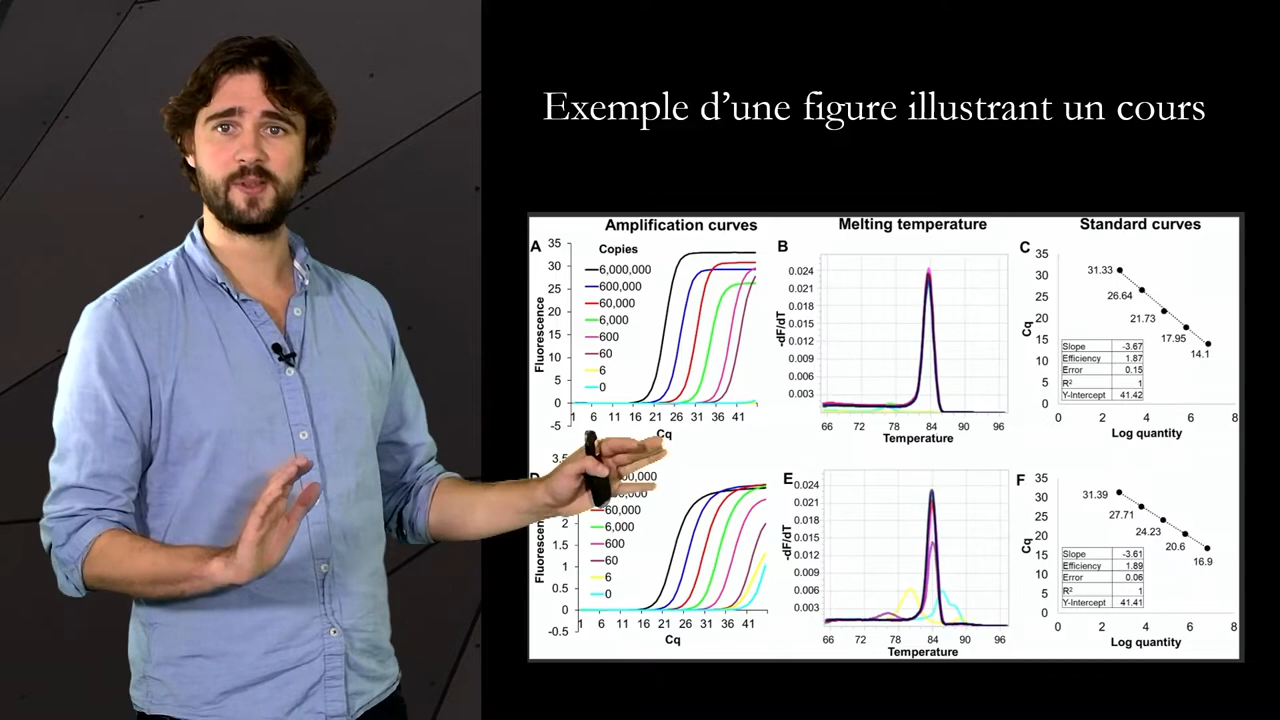 Exemple d’une figure illustrant un cours
Amplification curves
Melting temperature
Standard curves
A
Copies
6,000,000
600,000
60,000
6,000
600
60
6
0
35
30
25
20
15
10
5
0
-5
Fluorescence
1 6 11 16 21 26 31 36 41
Cq
B
0.024
0.021
0.018
0.015
0.012
0.009
0.006
0.003
-dF/dT
66 72 78 84 90 96
Temperature
C
35
30
25
20
15
10
5
0
Cq
31.33
26.64
21.73
17.95
14.1
Slope -3.67
Efficiency 1.87
Error 0.15
R² 1
Y-Intercept 41.42
0 2 4 6 8
Log quantity
3.5
2
1.5
1
0.5
0
-0.5
60,000
6,000
600
60
6
0
1 6 11 16 21 26 31 36 41
Cq
E
0.024
0.021
0.018
0.015
0.012
0.009
0.006
0.003
-dF/dT
66 72 78 84 90 96
Temperature
F
35
30
25
20
15
10
5
0
Cq
31.39
27.71
24.23
20.6
16.9
Slope -3.61
Efficiency 1.89
Error 0.06
R² 1
Y-Intercept 41.41
0 2 4 6 8
Log quantity